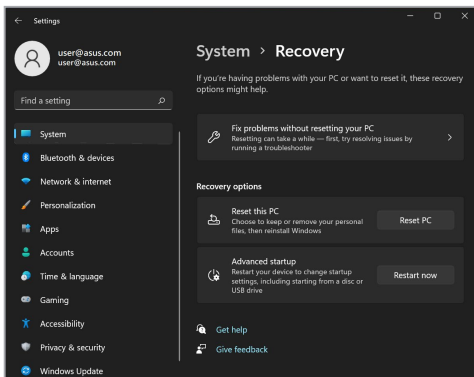 Settings
user@asus.com
user@asus.com
Find a setting
System
Bluetooth & devices
Network & internet
Personalization
Apps
Accounts
Time & language
Gaming
Accessibility
Privacy & security
Windows Update
System > Recovery
If you're having problems with your PC or want to reset it, these recovery
options might help.
Fix problems without resetting your PC
Resetting can take a while — first, try resolving issues by
running a troubleshooter
Recovery options
Reset this PC
Choose to keep or remove your personal
files, then reinstall Windows
Reset PC
Advanced startup
Restart your device to change startup
settings, including starting from a disc or
USB drive
Restart now
Get help
Give feedback